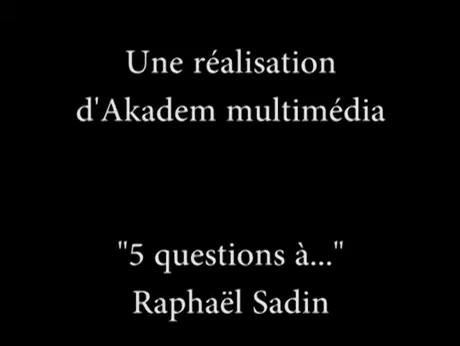 Une réalisation
d'Akadem multimédia
"5 questions à..."
Raphaël Sadin